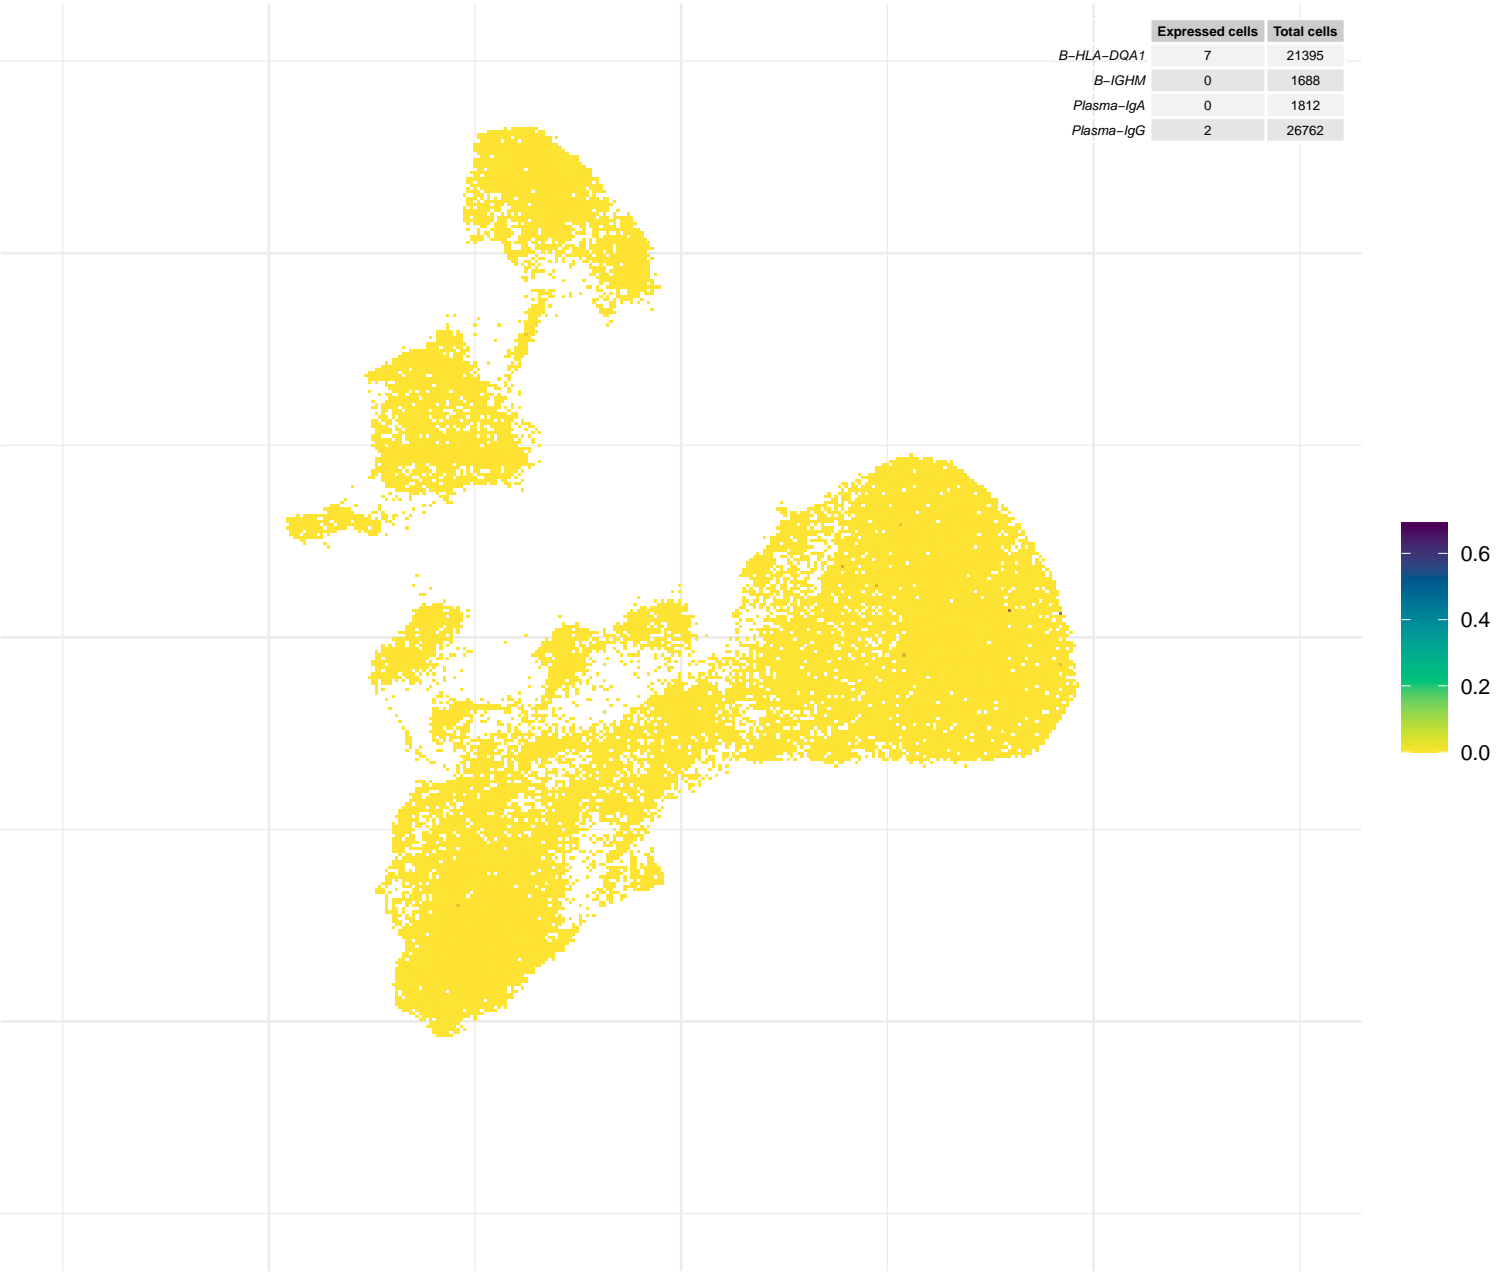 Expressed cells Total cells
B−HLA−DQA1 7 21395
B−IGHM 0 1688
Plasma−IgA 0 1812
Plasma−IgG 2 26762
0.6
0.4
0.2
0.0